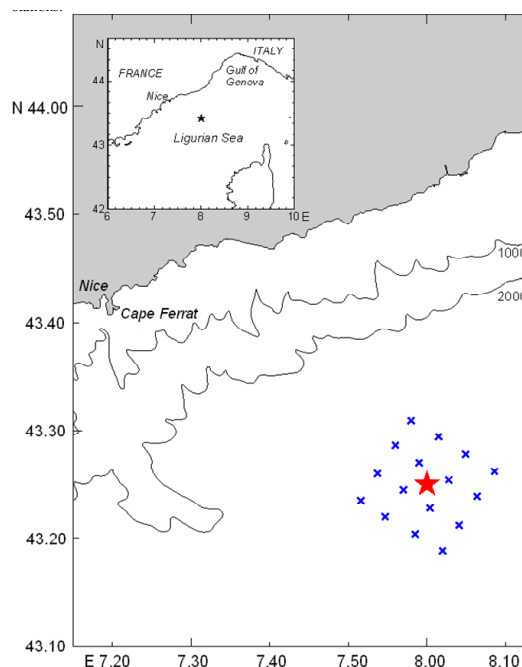 N
ITALY
FRANCE
Gulf of
Genova
44
Nice
Ligurian Sea
43
42
6
7
8
9
10 E
N 44.00
43.50
1000
Nice
2000
Cape Ferrat
43.40
43.30
43.20
43.10
E 7.20
7.30
7.40
7.50
8.00
8.10